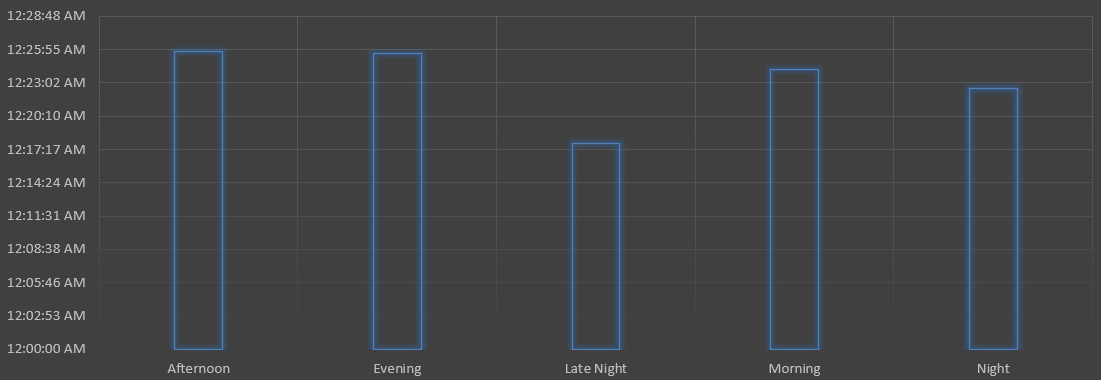 12:28:48 AM
12:25:55 AM
12:23:02 AM
12:20:10 AM
12:17:17 AM
12:14:24 AM
12:11:31 AM
12:08:38 AM
12:05:46 AM
12:02:53 AM
12:00:00 AM
Afternoon Evening Late Night Morning Night